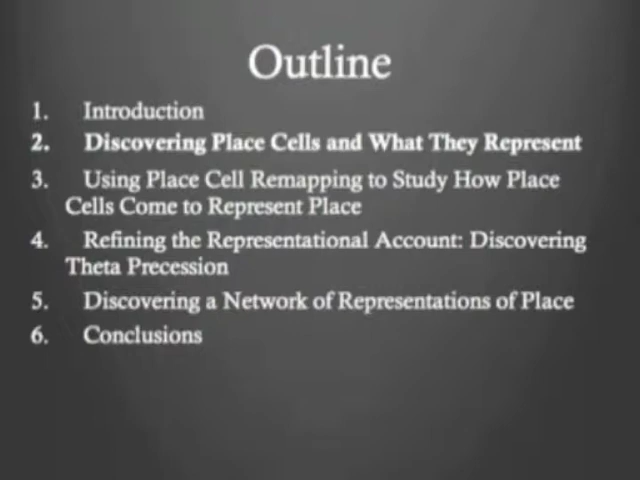 Outline
1. Introduction
2. Discovering Place Cells and What They Represent
3. Using Place Cell Remapping to Study How Place
Cells Come to Represent Place
4. Refining the Representational Account: Discovering
Theta Precession
5. Discovering a Network of Representations of Place
6. Conclusions